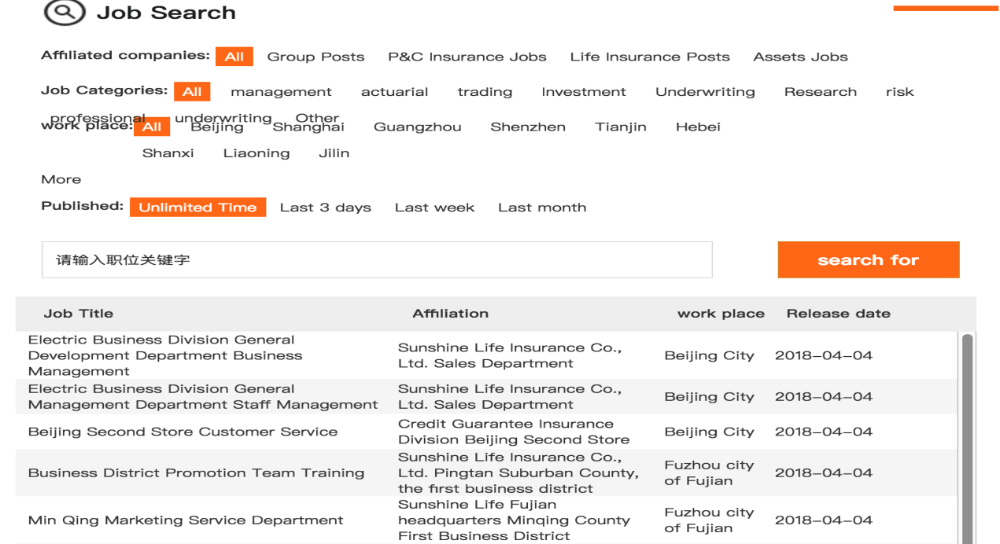 Job Search
Affiliated companies: All Group Posts P&C Insurance Jobs Life Insurance Posts Assets Jobs
Job Categories: All management actuarial trading Investment Underwriting Research risk
professional underwriting Other
work place: All Beijing Shanghai Guangzhou Shenzhen Tianjin Hebei
Shanxi Liaoning Jilin
More
Published: Unlimited Time Last 3 days Last week Last month
请输入职位关键字 search for
Job Title Affiliation work place Release date
Electric Business Division General
Development Department Business
Management
Sunshine Life Insurance Co.,
Ltd. Sales Department
Beijing City 2018–04–04
Electric Business Division General
Management Department Staff Management
Sunshine Life Insurance Co.,
Ltd. Sales Department
Beijing City 2018–04–04
Beijing Second Store Customer Service
Credit Guarantee Insurance
Division Beijing Second Store
Beijing City 2018–04–04
Business District Promotion Team Training
Sunshine Life Insurance Co.,
Ltd. Pingtan Suburban County,
the first business district
Fuzhou city
of Fujian
2018–04–04
Min Qing Marketing Service Department
Sunshine Life Fujian
headquarters Minqing County
First Business District
Fuzhou city
of Fujian
2018–04–04